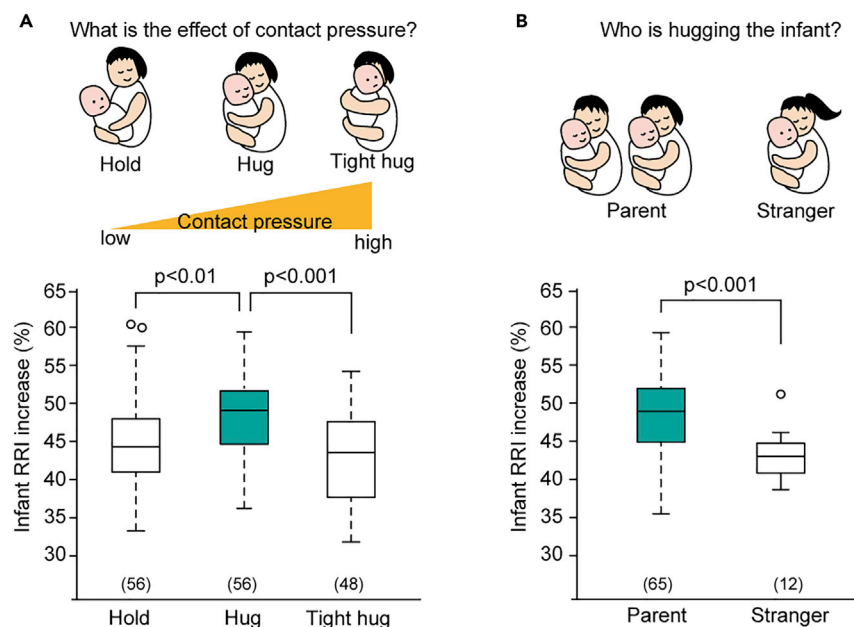 A
What is the effect of contact pressure?
Hold
Hug
Tight hug
Contact pressure
low
high
p<0.01
p<0.001
Infant RRI increase (%)
65
60
55
50
45
40
35
30
(56)
(56)
(48)
Hold
Hug
Tight hug
B
Who is hugging the infant?
Parent
Stranger
p<0.001
Infant RRI increase (%)
65
60
55
50
45
40
35
30
(65)
(12)
Parent
Stranger